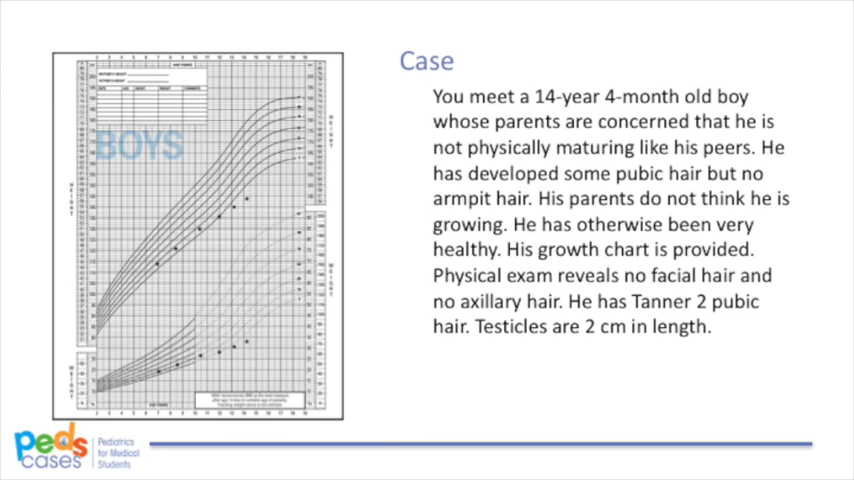 Case
You meet a 14-year 4-month old boy
whose parents are concerned that he is
not physically maturing like his peers. He
has developed some pubic hair but no
armpit hair. His parents do not think he is
growing. He has otherwise been very
healthy. His growth chart is provided.
Physical exam reveals no facial hair and
no axillary hair. He has Tanner 2 pubic
hair. Testicles are 2 cm in length.
BOYS
HEIGHT
HEIGHT
WEIGHT
WEIGHT
peds
cases
Pediatrics
for Medical
Students